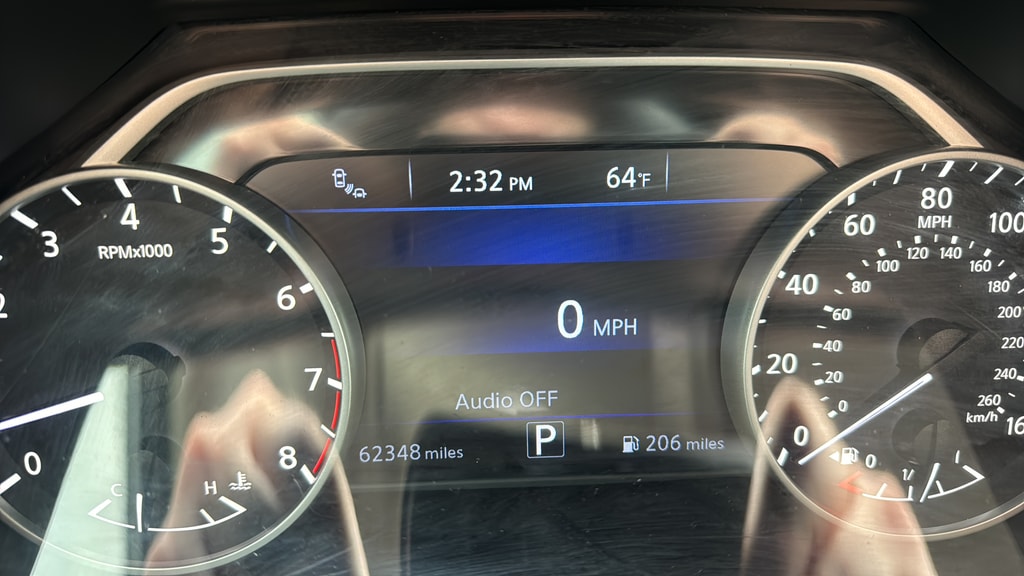 2:32 PM 64°F
3 4 5 6 7 8
RPMx1000
2
0
C H
0 MPH
Audio OFF
P
62348 miles
206 miles
0 20 40 60 80 100
MPH
0 20 40 60 80 100 120 140 160 180 200 220 240 260
km/h
0 1/ 1